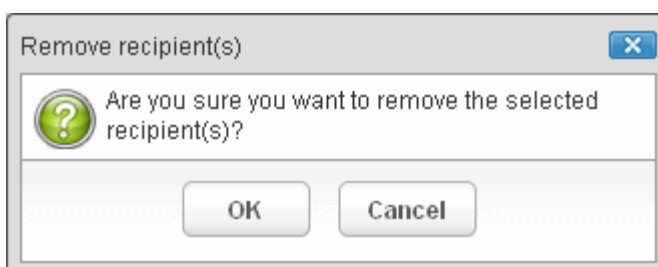 Remove recipient(s)
Are you sure you want to remove the selected
recipient(s)?
OK Cancel